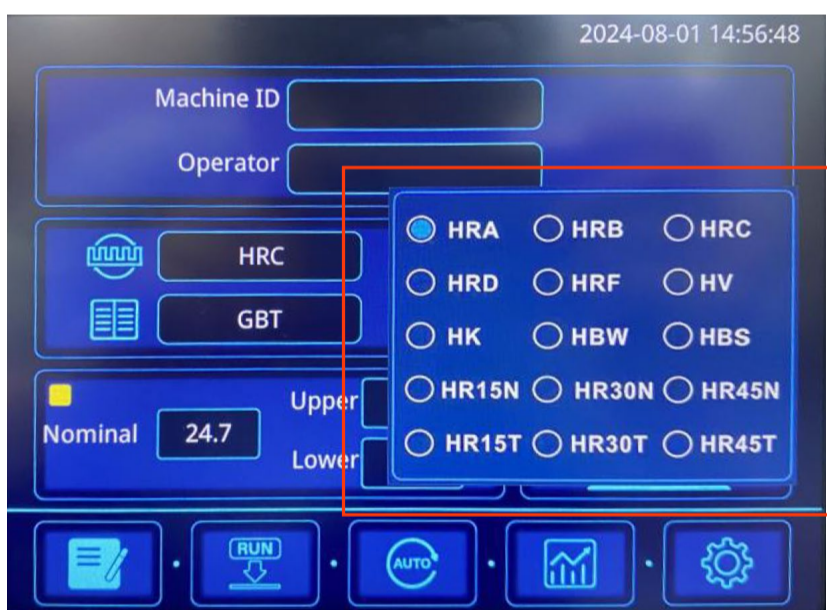 2024-08-01 14:56:48
Machine ID
Operator
HRC
GBT
HRA HRB HRC
HRD HRF HV
HK HBW HBS
HR15N HR30N HR45N
HR15T HR30T HR45T
Upper
Nominal 24.7
Lower
RUN
AUTO